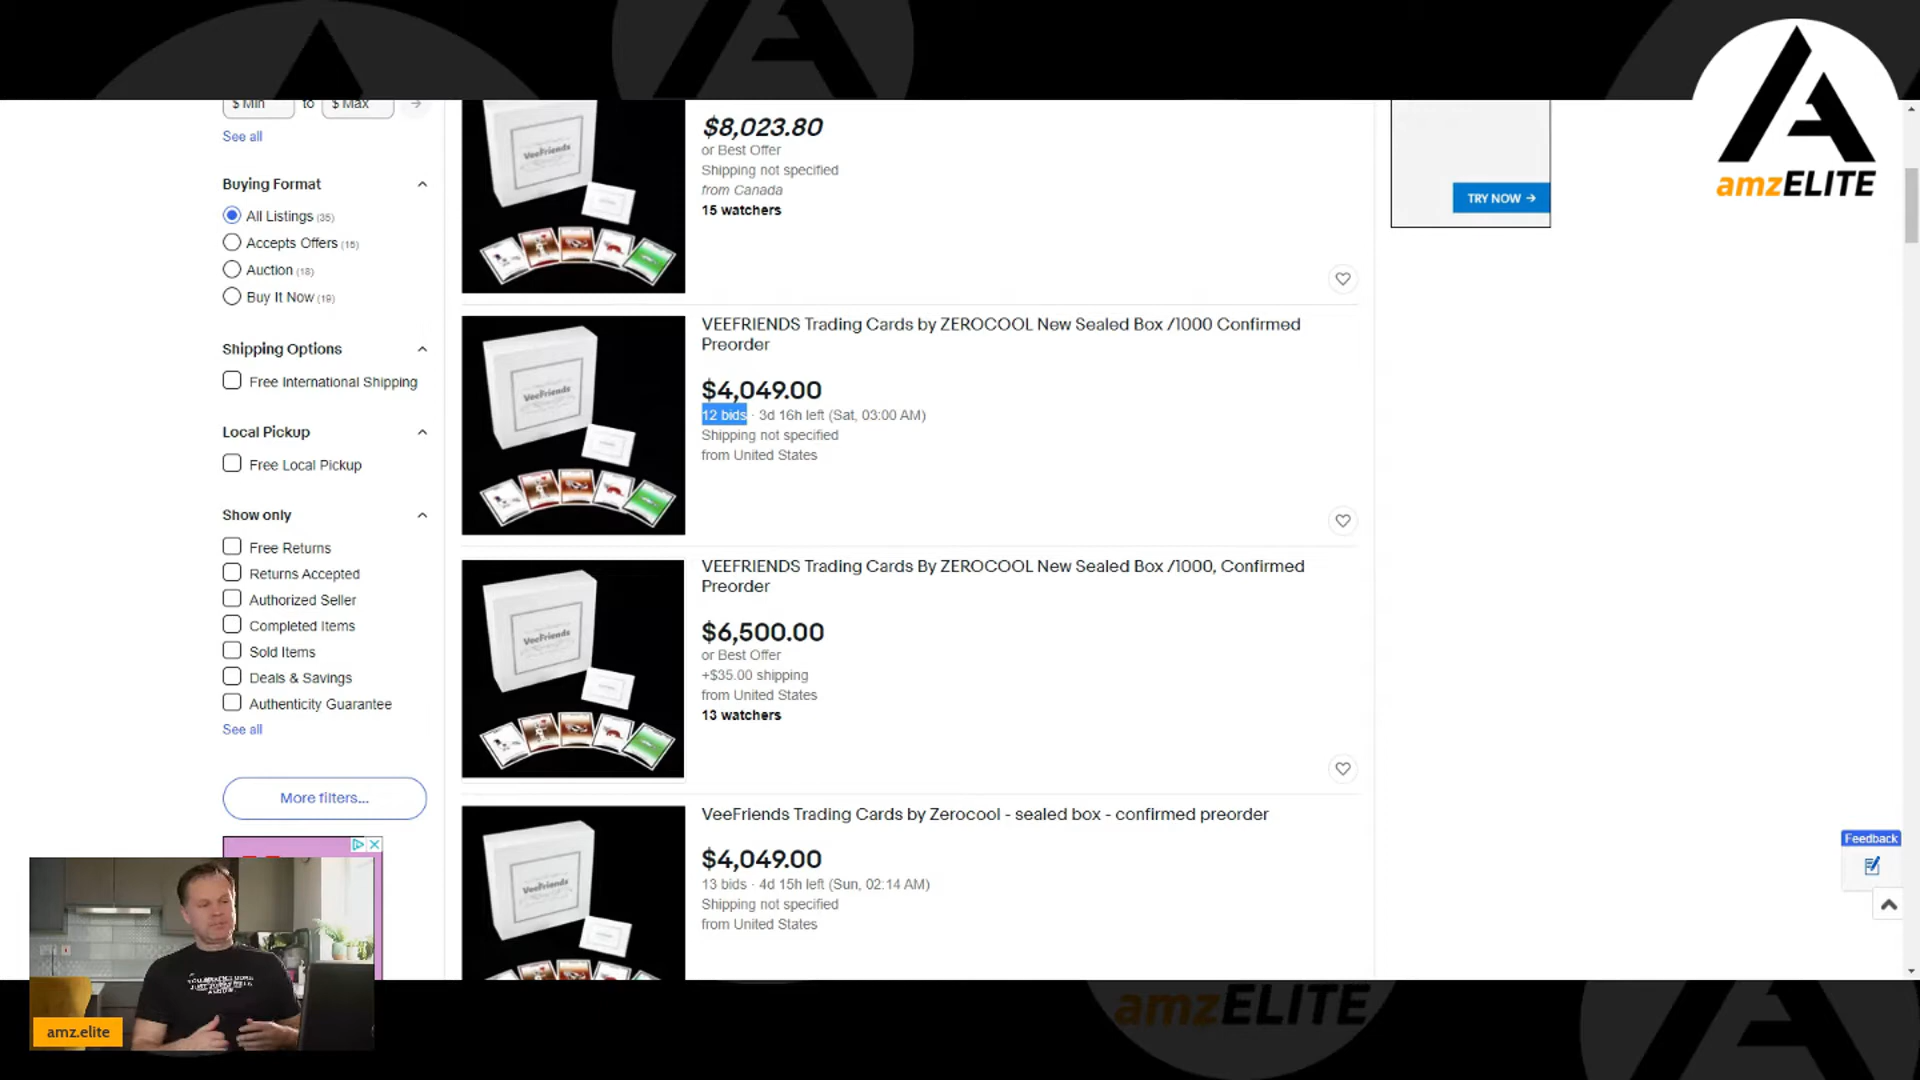 $ Min to $ Max
See all
Buying Format
All Listings (35)
Accepts Offers (15)
Auction (18)
Buy It Now (19)
Shipping Options
Free International Shipping
Local Pickup
Free Local Pickup
Show only
Free Returns
Returns Accepted
Authorized Seller
Completed Items
Sold Items
Deals & Savings
Authenticity Guarantee
See all
More filters...
VeeFriends
$8,023.80
or Best Offer
Shipping not specified
from Canada
15 watchers
VeeFriends
VEEFRIENDS Trading Cards by ZEROCOOL New Sealed Box /1000 Confirmed
Preorder
$4,049.00
12 bids · 3d 16h left (Sat, 03:00 AM)
Shipping not specified
from United States
VeeFriends
VEEFRIENDS Trading Cards By ZEROCOOL New Sealed Box /1000, Confirmed
Preorder
$6,500.00
or Best Offer
+$35.00 shipping
from United States
13 watchers
VeeFriends
VeeFriends Trading Cards by Zerocool - sealed box - confirmed preorder
$4,049.00
13 bids · 4d 15h left (Sun, 02:14 AM)
Shipping not specified
from United States
TRY NOW
amzELITE
Feedback
amz.elite
amzELITE